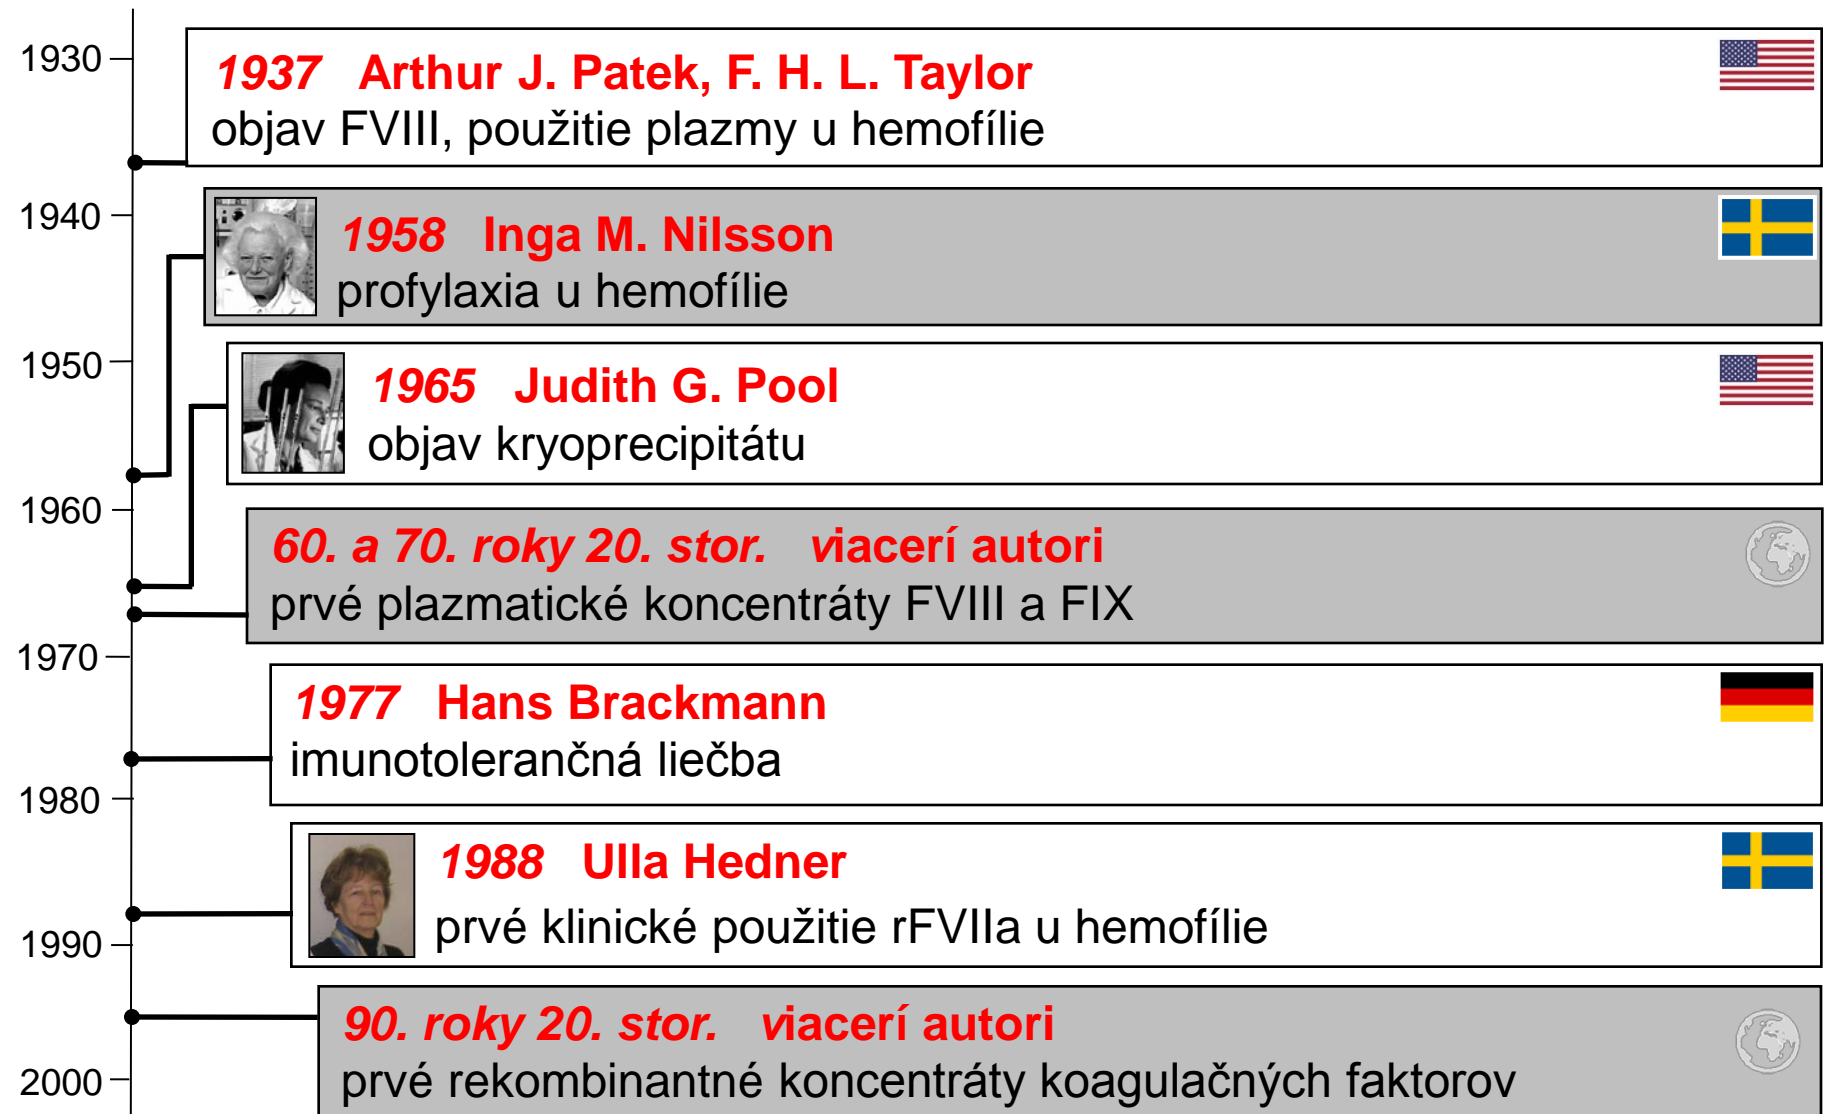 1930
1937 Arthur J. Patek, F. H. L. Taylor
objav FVIII, použitie plazmy u hemofílie
1940
1958 Inga M. Nilsson
profylaxia u hemofílie
1950
1965 Judith G. Pool
objav kryoprecipitátu
1960
60. a 70. roky 20. stor. viacerí autori
prvé plazmatické koncentráty FVIII a FIX
1970
1977 Hans Brackmann
imunotolerančná liečba
1980
1988 Ulla Hedner
prvé klinické použitie rFVIIa u hemofílie
1990
90. roky 20. stor. viacerí autori
prvé rekombinantné koncentráty koagulačných faktorov
2000